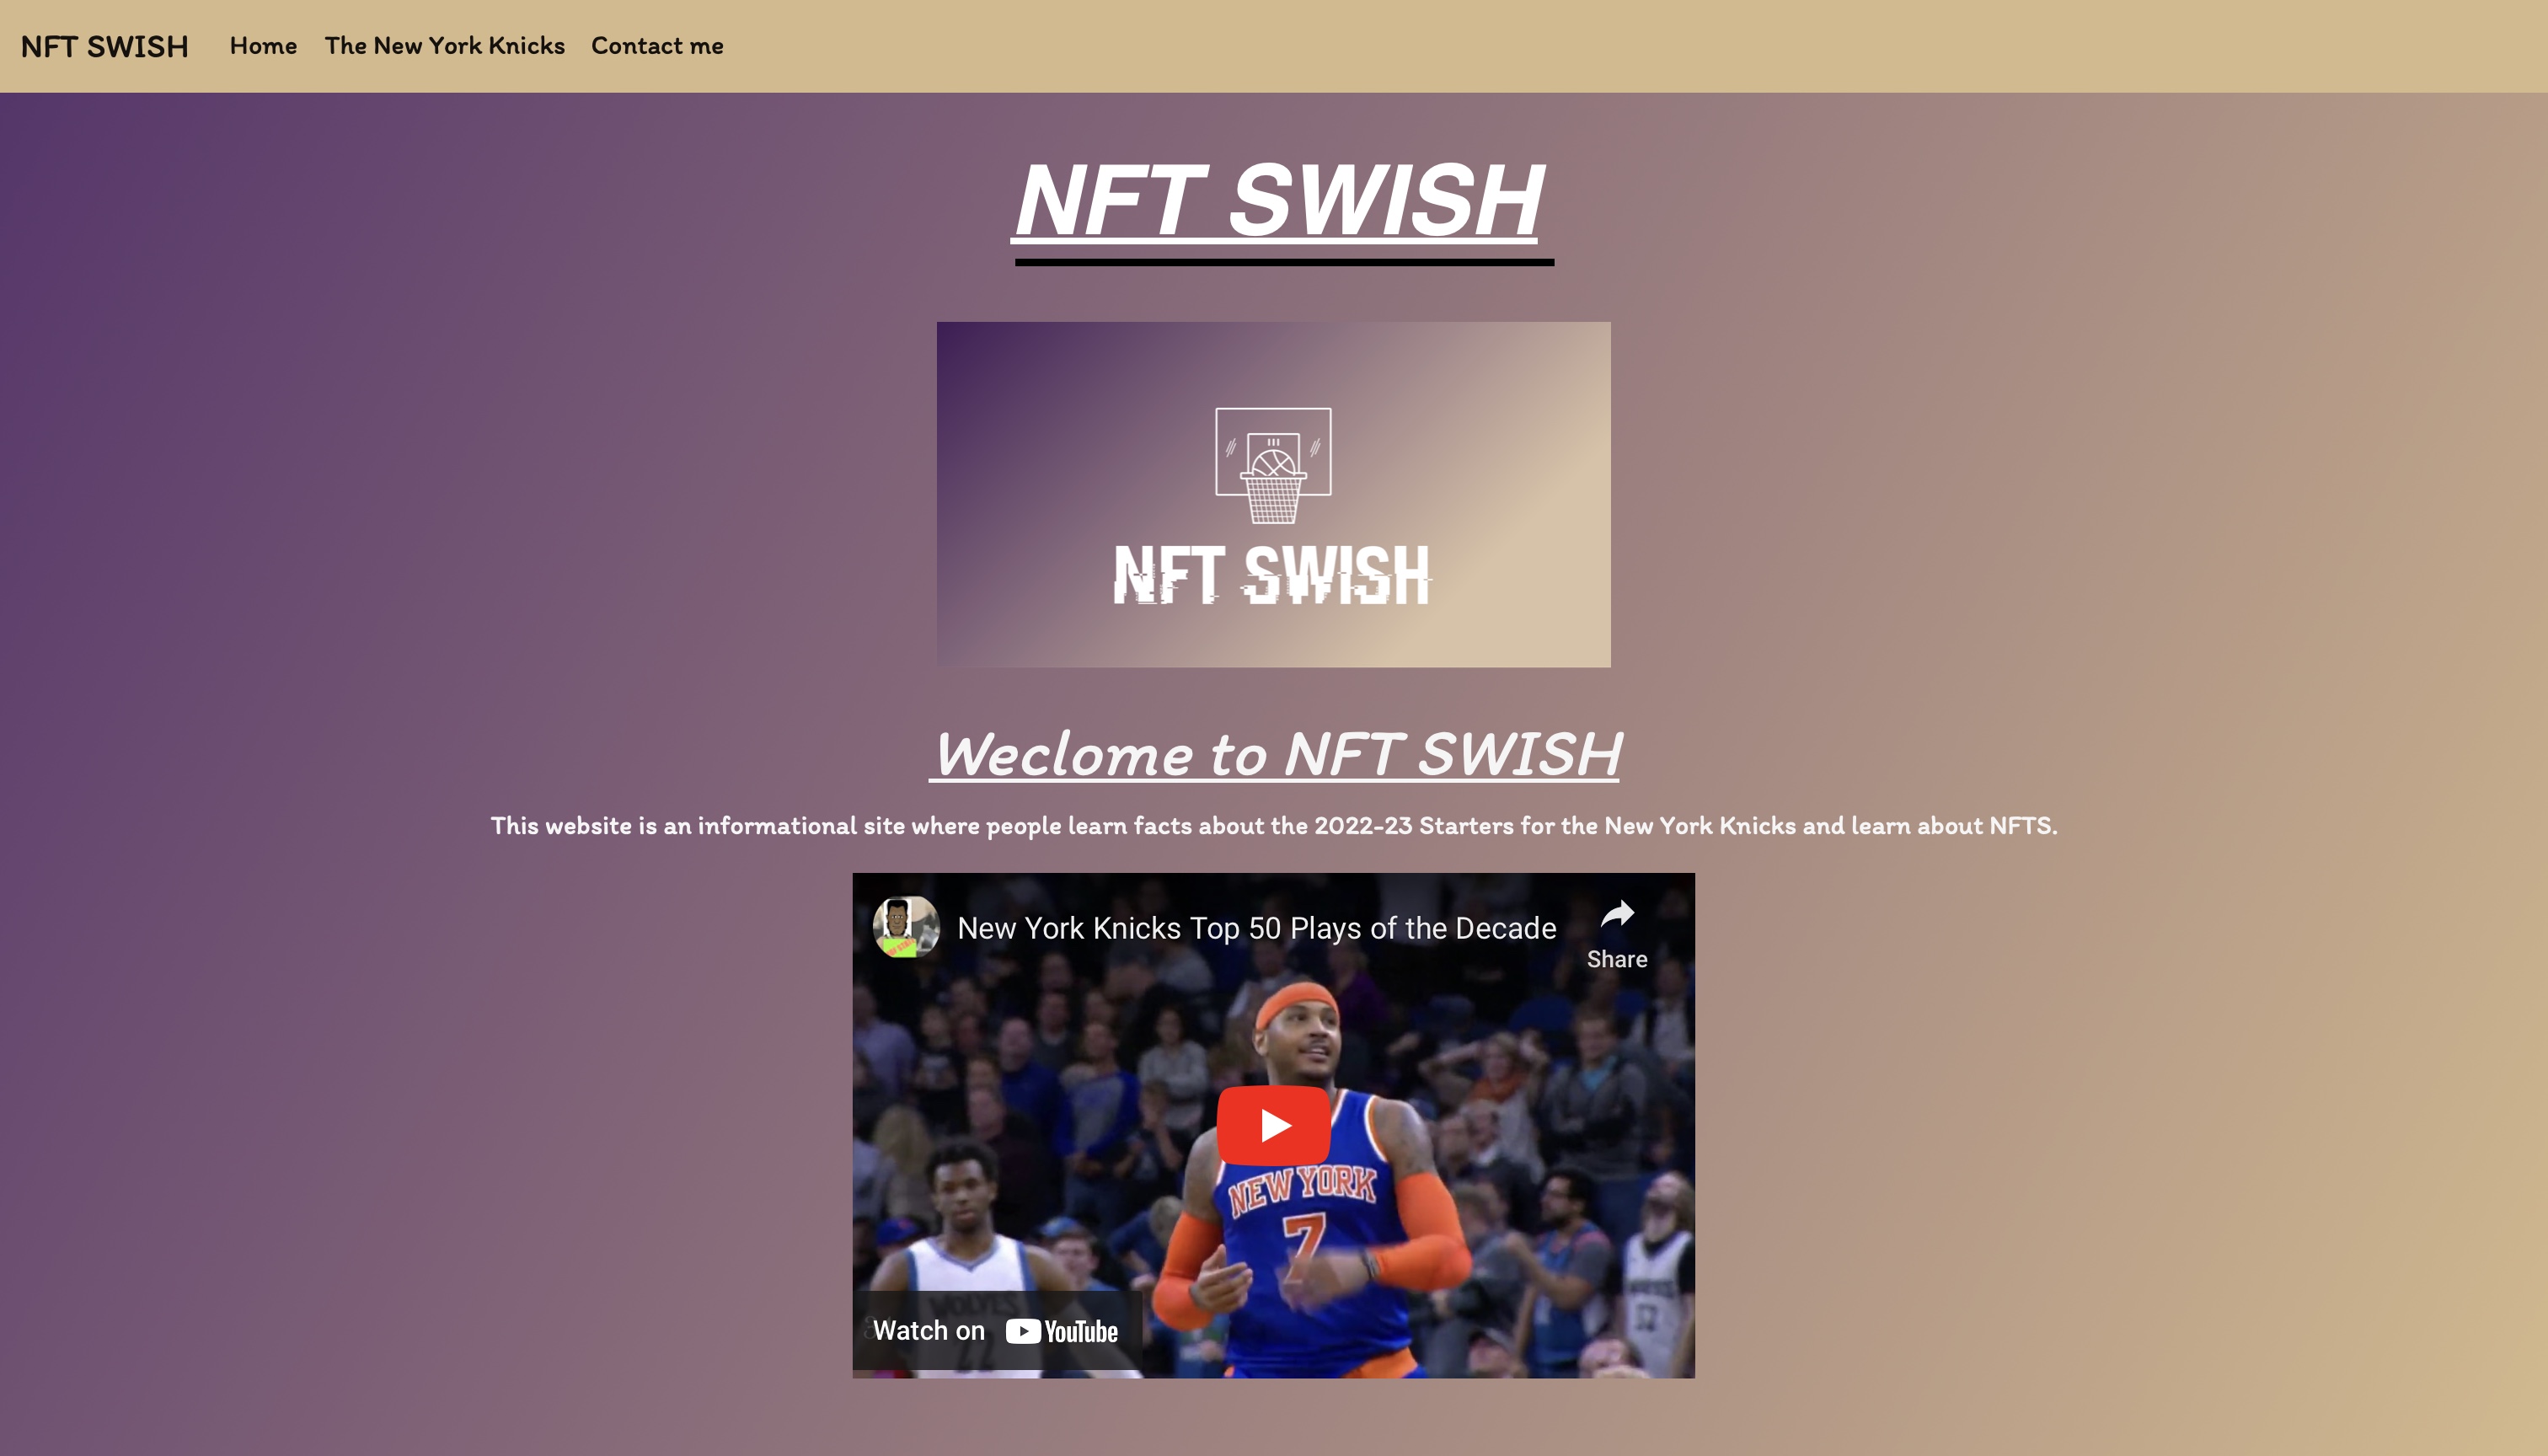 NFT SWISH Home The New York Knicks Contact me
NFT SWISH
NFT SWISH
Weclome to NFT SWISH
This website is an informational site where people learn facts about the 2022-23 Starters for the New York Knicks and learn about NFTS.
New York Knicks Top 50 Plays of the Decade
Share
NEW YORK
7
WOLVES
Watch on YouTube
22